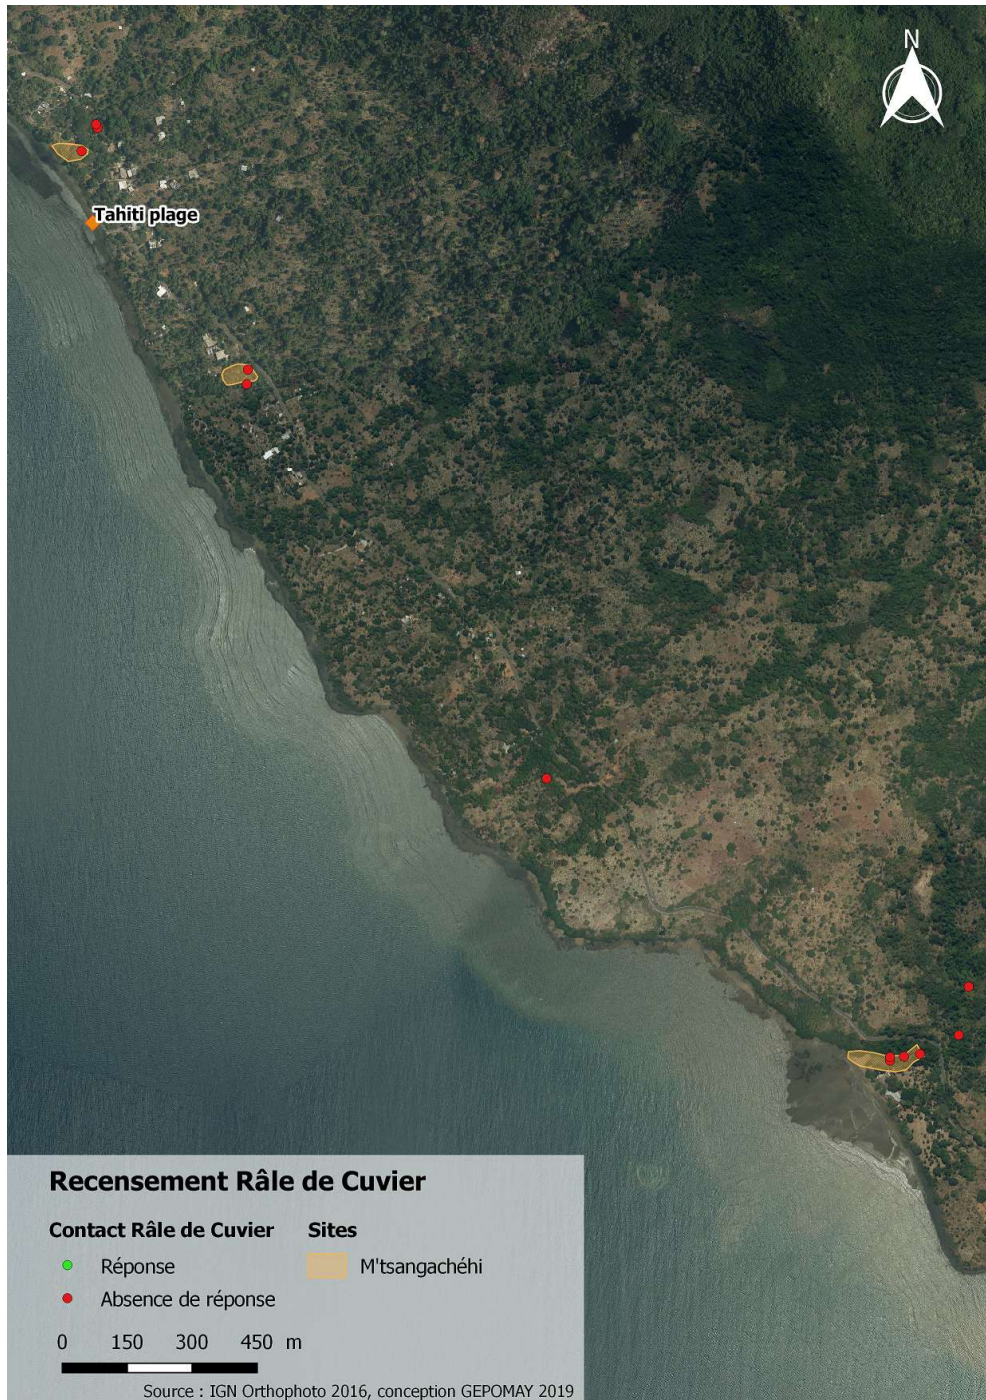 N
Tahiti plage
Recensement Râle de Cuvier
Contact Râle de Cuvier Sites
Réponse M'tsangachéhi
Absence de réponse
0 150 300 450 m
Source : IGN Orthophoto 2016, conception GEPOMAY 2019